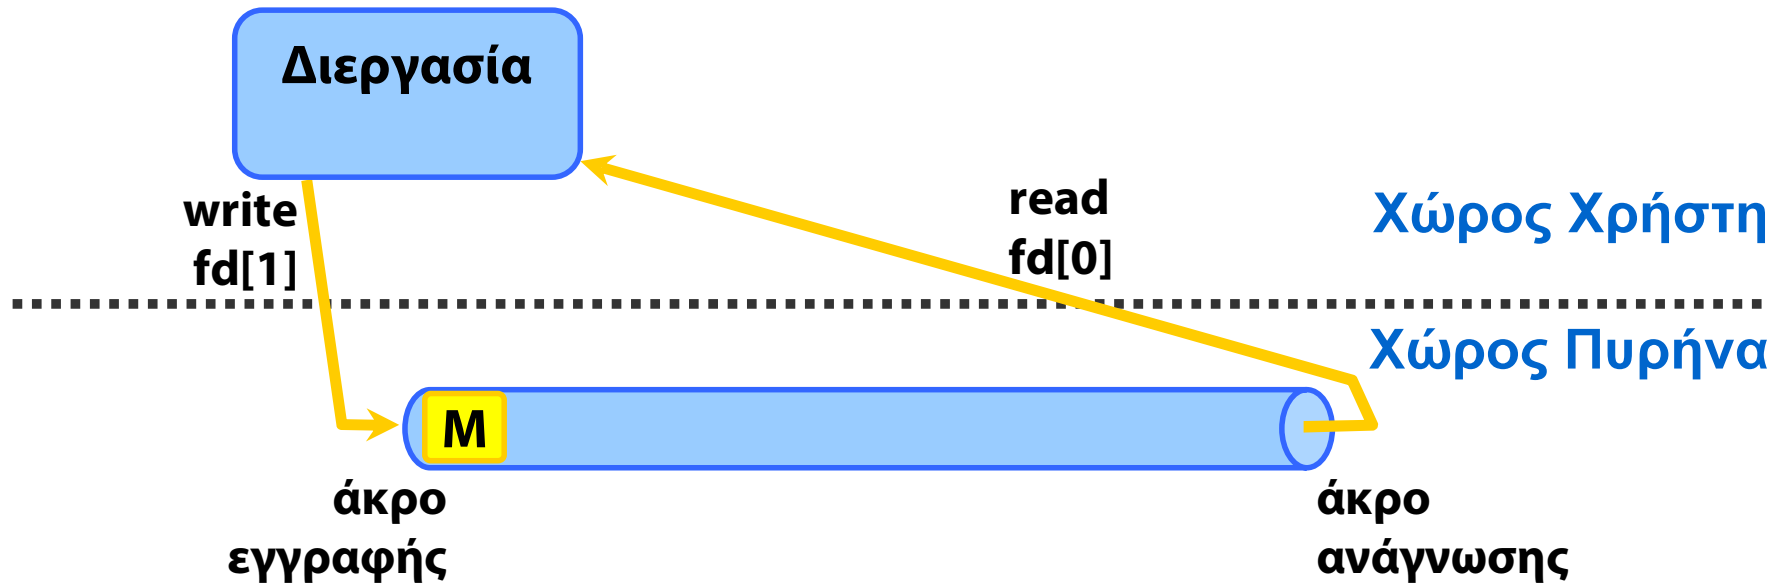 Διεργασία
write
fd[1]
read
fd[0]
Χώρος Χρήστη
Χώρος Πυρήνα
M
άκρο
εγγραφής
άκρο
ανάγνωσης